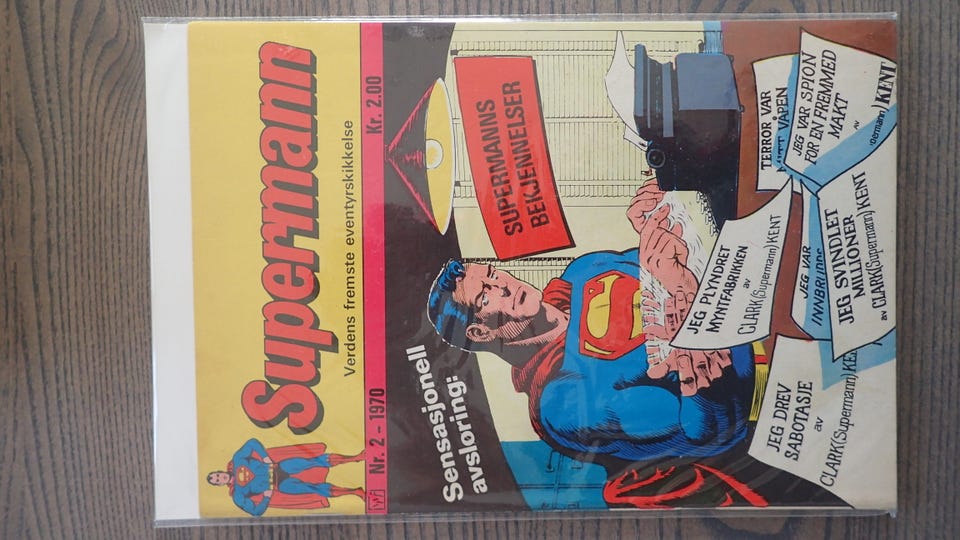 Supermann
Verdens fremste eventyrskikkelse
Nr. 2 - 1970
Kr. 2.00
Sensasjonell
avsløring:
SUPERMANNS
BEKJENNELSER
TERROR VAR
MITT VÅPEN
JEG VAR SPION
FOR EN FREMMED
MAKT
AV
(Supermann) KENT
JEG PLYNDRET
MYNTFABRIKKEN
av
CLARK (Supermann) KENT
JEG VAR
INNBRUDDS
JEG SVINDLET
MILLIONER
av CLARK (Supermann) KENT
JEG DREV
SABOTASJE
av
CLARK (Supermann) KENT
S